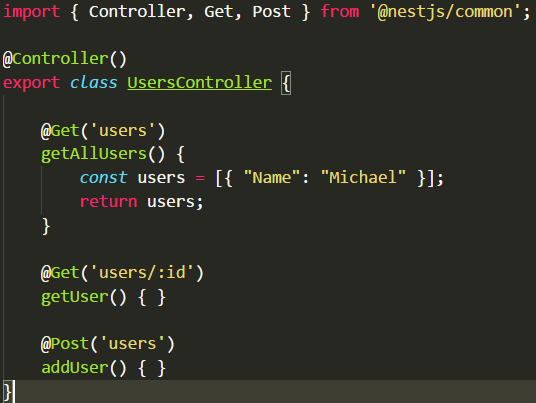 import { Controller, Get, Post } from '@nestjs/common';
@Controller()
export class UsersController {
@Get('users')
getAllUsers() {
const users = [{ "Name": "Michael" }];
return users;
}
@Get('users/:id')
getUser() { }
@Post('users')
addUser() { }
}